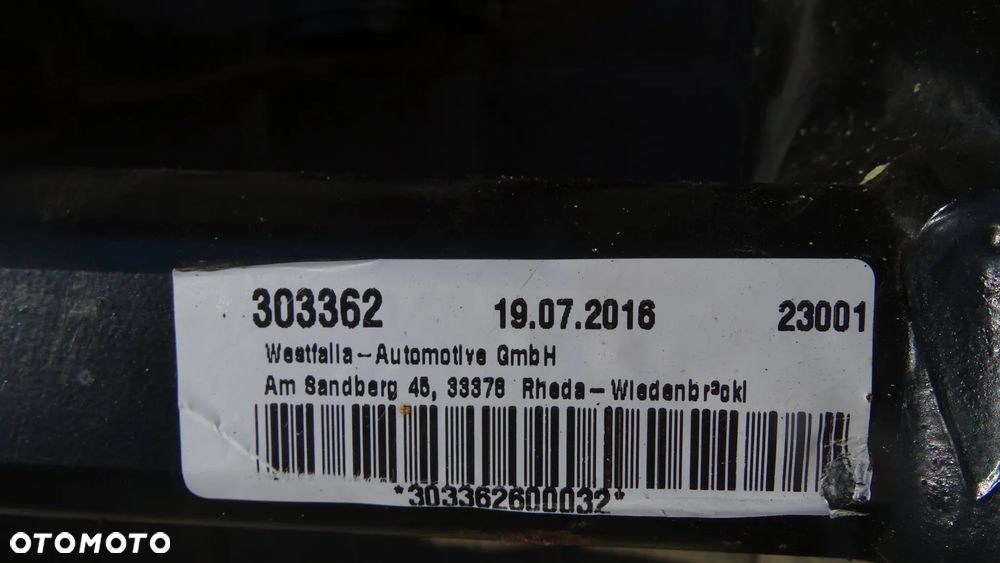 303362 19.07.2016 23001
Westfalia-Automotive GmbH
Am Sandberg 45, 33378 Rheda-Wiedenbr³ckl
*303362600032*
OTOMOTO